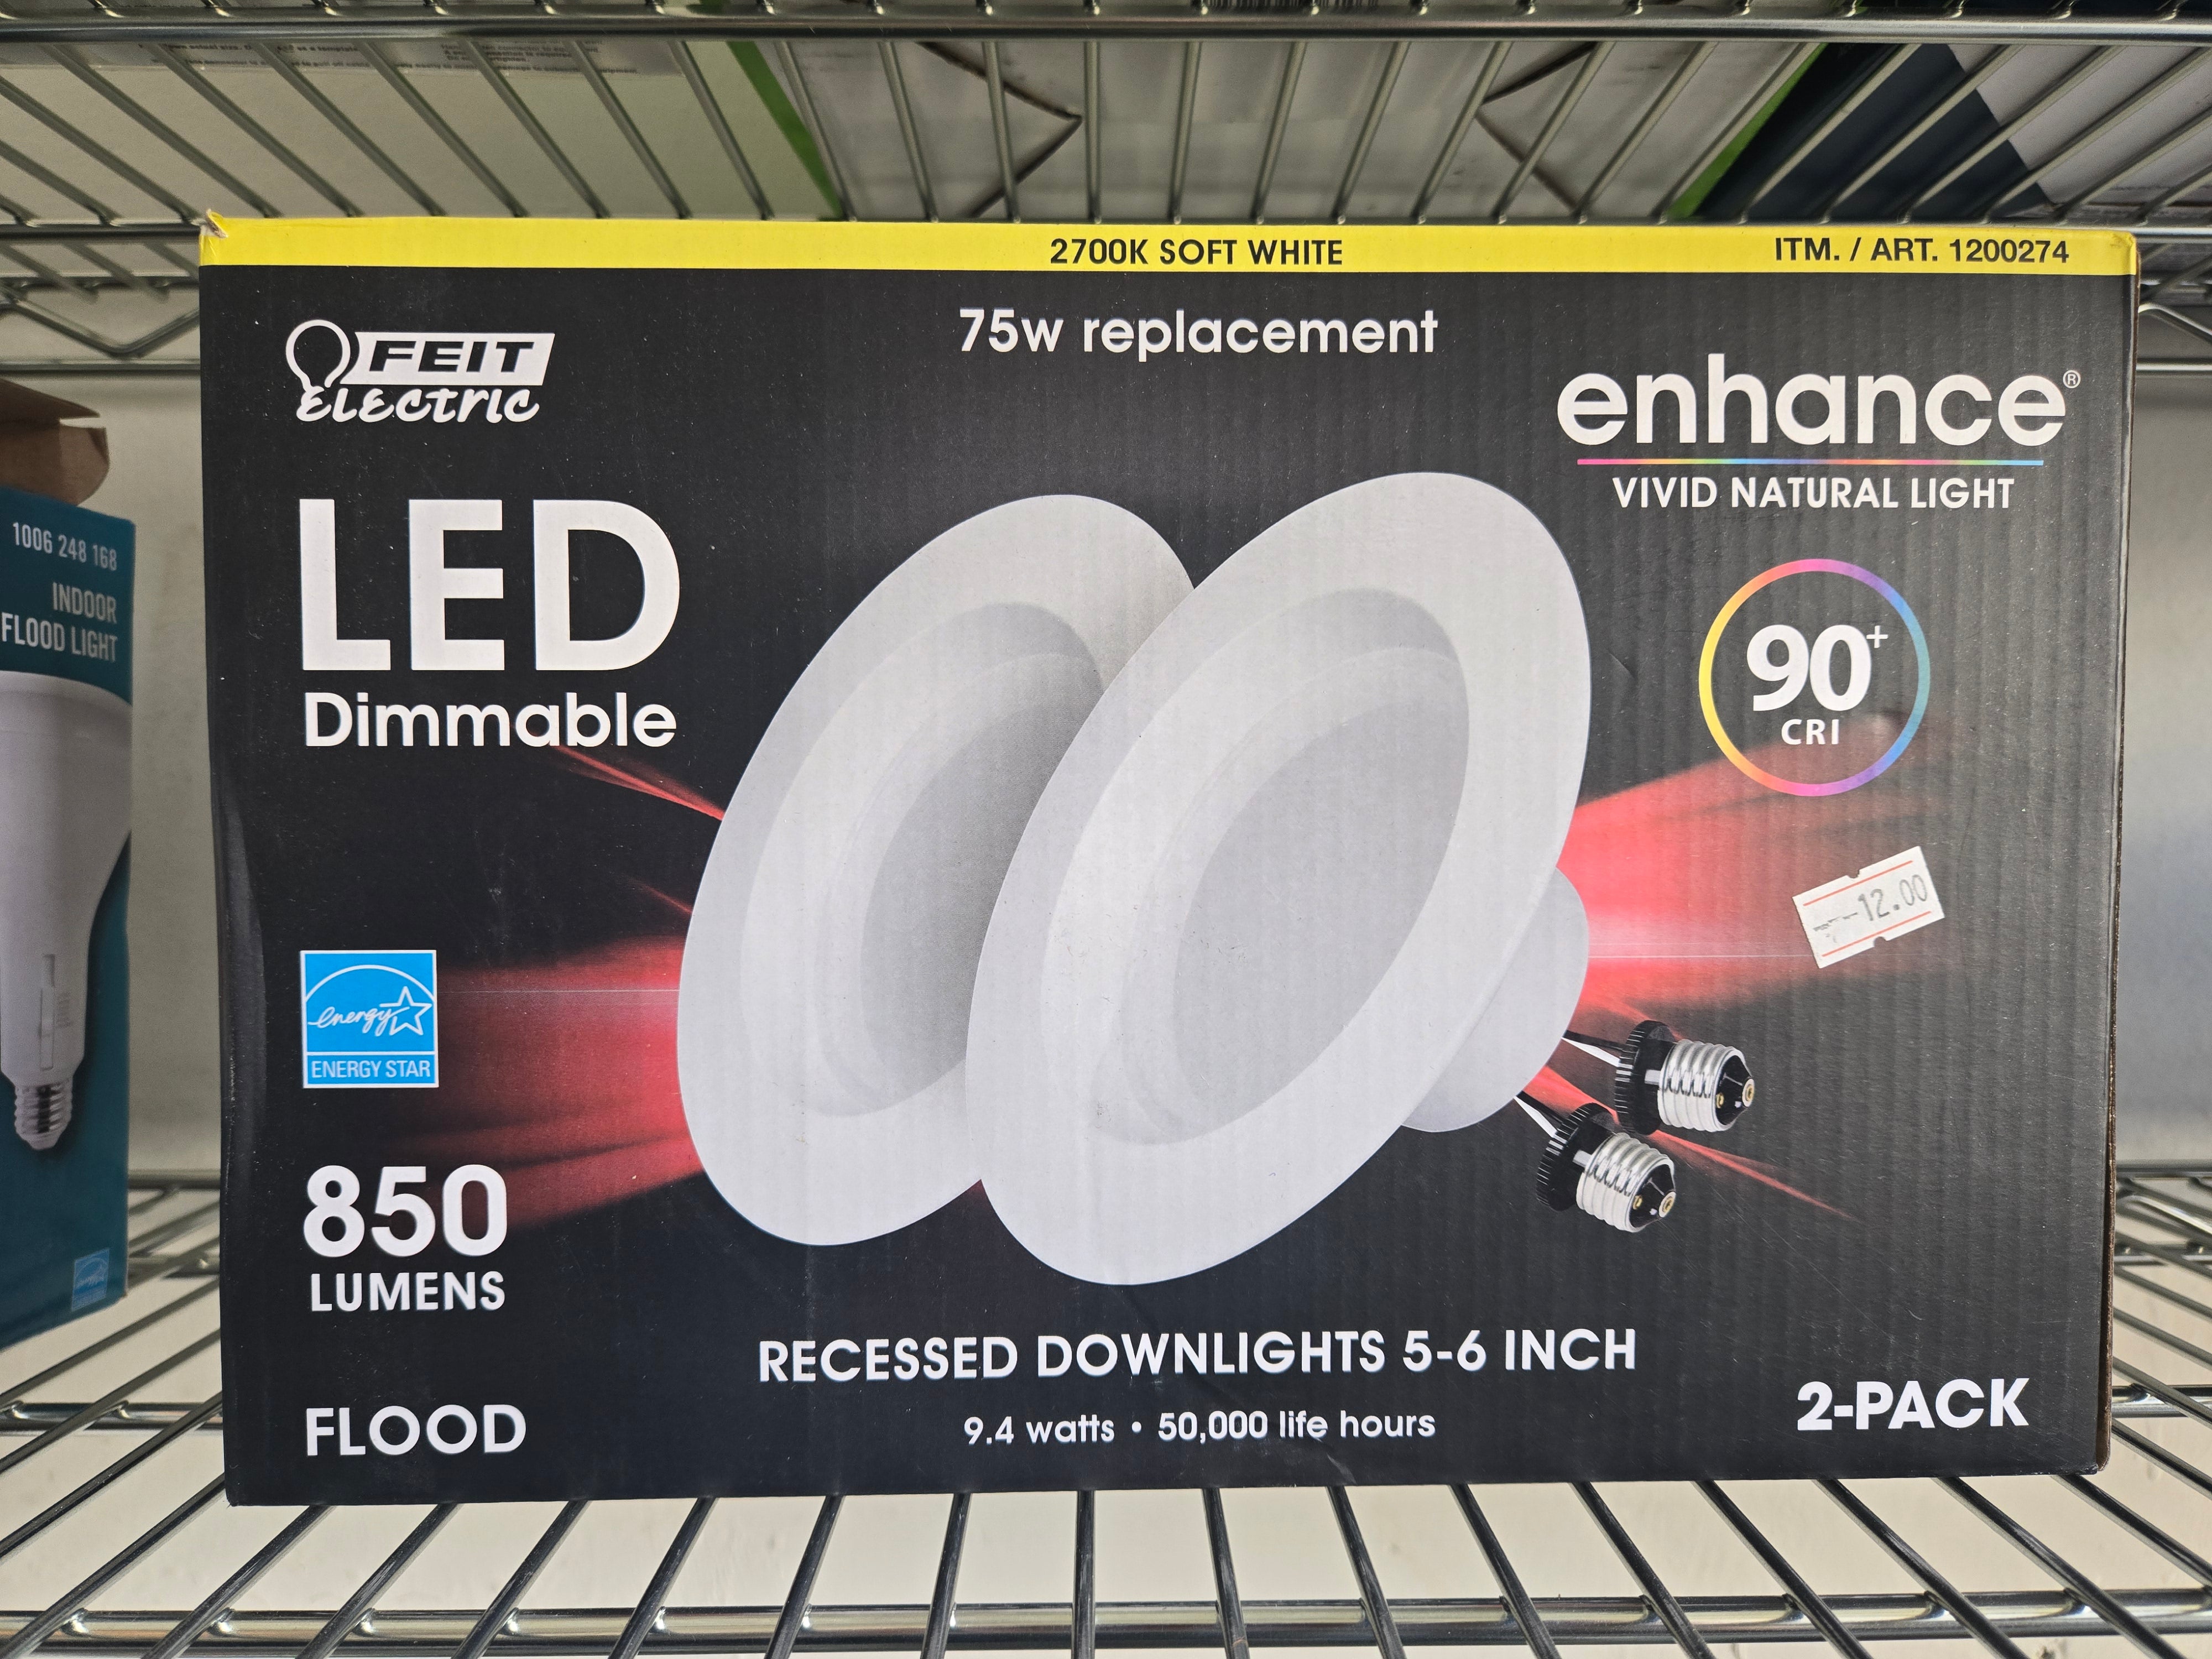 2700K SOFT WHITE
ITM. / ART. 1200274
FEIT
Electric
75w replacement
enhance®
VIVID NATURAL LIGHT
LED
Dimmable
90+
CRI
12.00
energy
ENERGY STAR
850
LUMENS
FLOOD
RECESSED DOWNLIGHTS 5-6 INCH
9.4 watts • 50,000 life hours
2-PACK
1006 248 168
INDOOR
FLOOD LIGHT